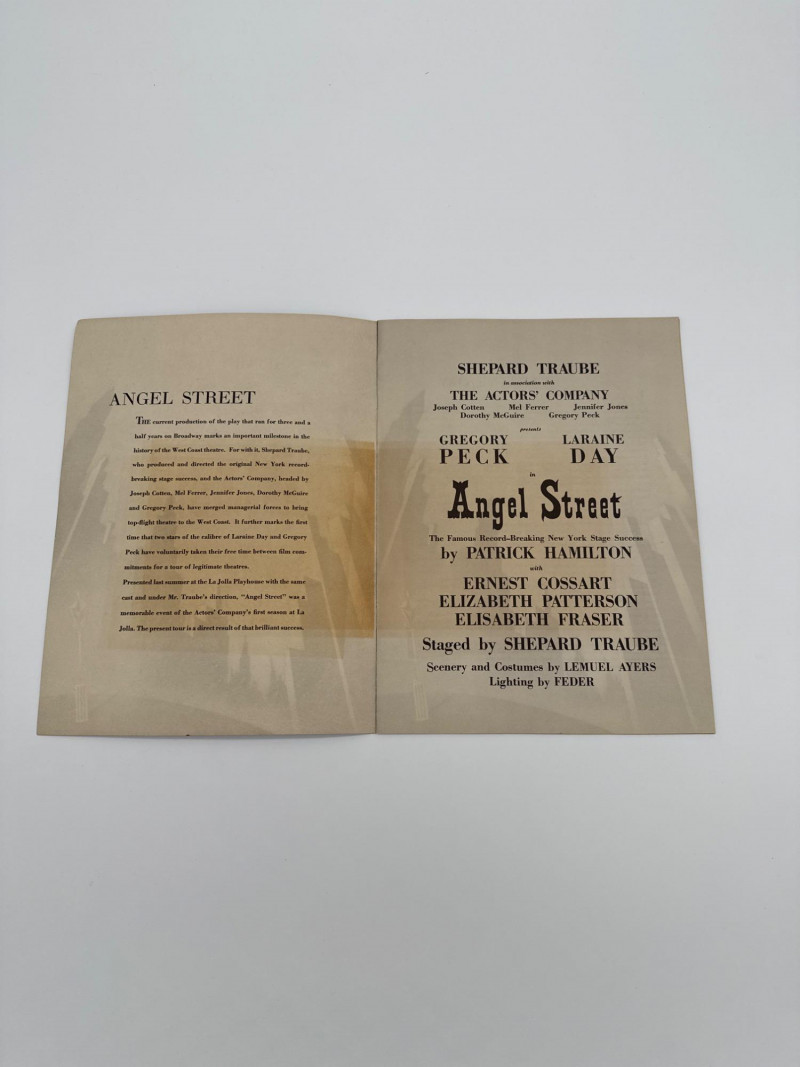 ANGEL STREET
THE current production of the play that ran for three and a
half years on Broadway marks an important milestone in the
history of the West Coast theatre. For with it, Shepard Traube,
who produced and directed the original New York record-
breaking stage success, and the Actors' Company, headed by
Joseph Cotten, Mel Ferrer, Jennifer Jones, Dorothy McGuire
and Gregory Peck, have merged managerial forces to bring
top-flight theater to the West Coast. It further marks the first
time that two stars of the calibre of Laraine Day and Gregory
Peck have voluntarily taken their free time between film com-
mitments for a tour of legitimate theatres.
Presented last summer at the La Jolla Playhouse with the same
cast and under Mr. Traube's direction, "Angel Street" was a
memorable event of the Actors' Company's first season at La
Jolla. The present tour is a direct result of that brilliant success.
SHEPARD TRAUBE
in association with
THE ACTORS' COMPANY
Joseph Cotten Mel Ferrer Jennifer Jones
Dorothy McGuire Gregory Peck
presents
GREGORY LARAINE
PECK DAY
in
Angel Street
The Famous Record-Breaking New York Stage Success
by PATRICK HAMILTON
with
ERNEST COSSART
ELIZABETH PATTERSON
ELISABETH FRASER
Staged by SHEPARD TRAUBE
Scenery and Costumes by LEMUEL AYERS
Lighting by FEDER